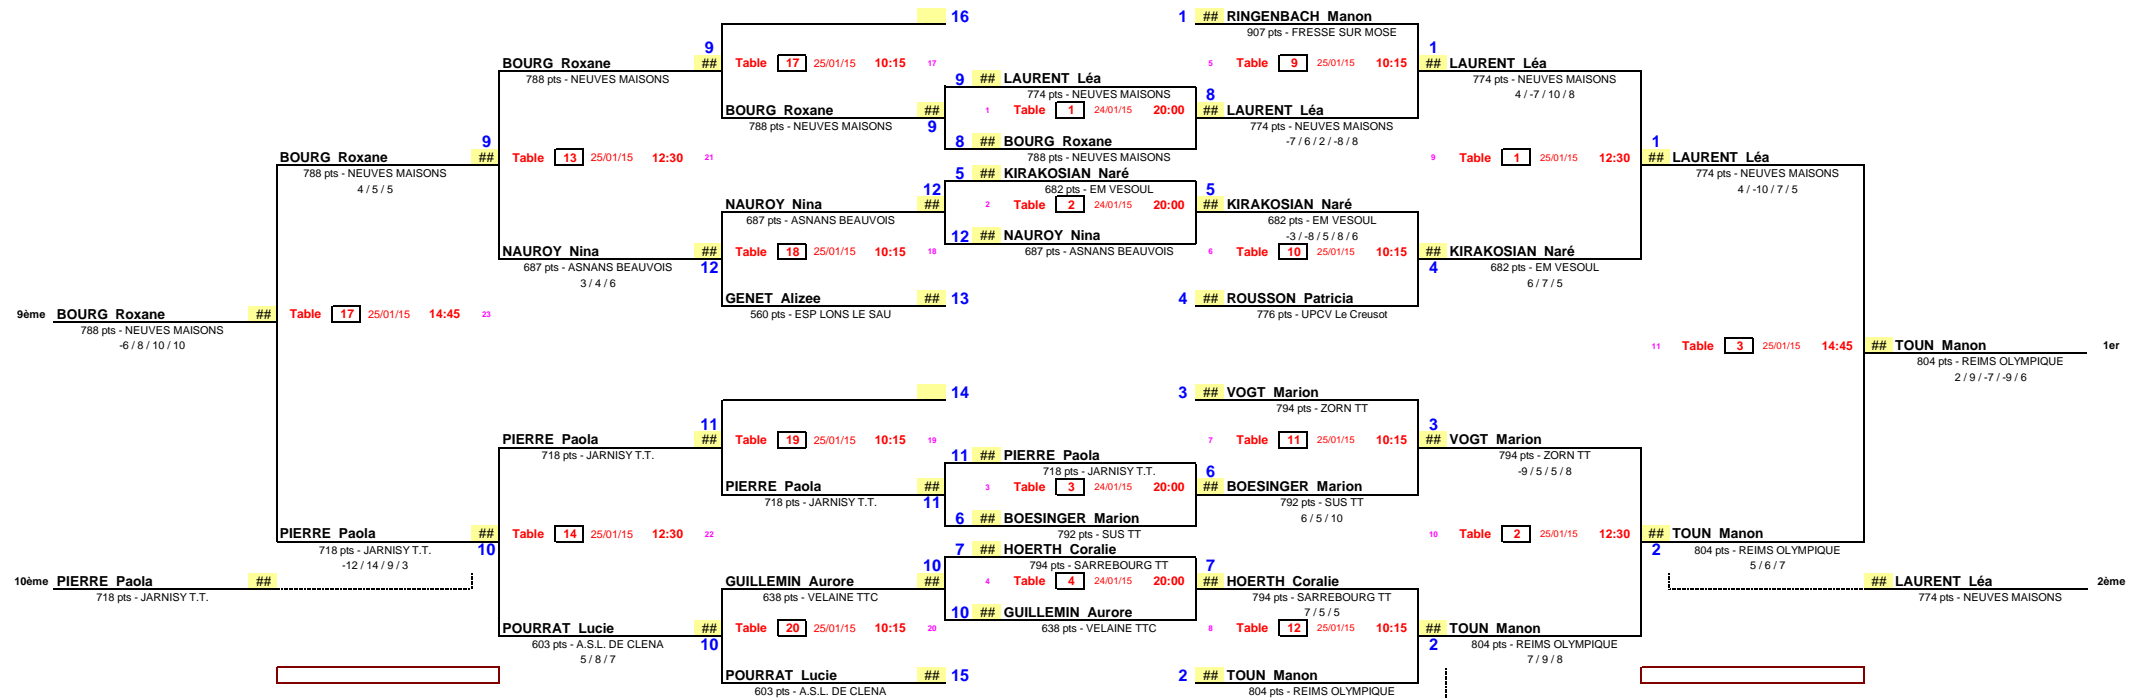 16 1 ## RINGENBACH Manon
907 pts - FRESSE SUR MOSE
9 1
BOURG Roxane ## Table 17 25/01/15 10:15 17 5 Table 9 25/01/15 10:15 ## LAURENT Léa
788 pts - NEUVES MAISONS 9 ## LAURENT Léa 774 pts - NEUVES MAISONS
774 pts - NEUVES MAISONS 8 4 / -7 / 10 / 8
BOURG Roxane ## 1 Table 1 24/01/15 20:00 ## LAURENT Léa
788 pts - NEUVES MAISONS 9 774 pts - NEUVES MAISONS
9 8 ## BOURG Roxane -7 / 6 / 2 / -8 / 8 1
BOURG Roxane ## Table 13 25/01/15 12:30 21 788 pts - NEUVES MAISONS 9 Table 1 25/01/15 12:30 ## LAURENT Léa
788 pts - NEUVES MAISONS 5 ## KIRAKOSIAN Naré 774 pts - NEUVES MAISONS
4 / 5 / 5 12 682 pts - EM VESOUL 5 4 / -10 / 7 / 5
NAUROY Nina ## 2 Table 2 24/01/15 20:00 ## KIRAKOSIAN Naré
687 pts - ASNANS BEAUVOIS 682 pts - EM VESOUL
12 ## NAUROY Nina -3 / -8 / 5 / 8 / 6
NAUROY Nina ## Table 18 25/01/15 10:15 18 687 pts - ASNANS BEAUVOIS 6 Table 10 25/01/15 10:15 ## KIRAKOSIAN Naré
687 pts - ASNANS BEAUVOIS 12 4 682 pts - EM VESOUL
3 / 4 / 6 6 / 7 / 5
GENET Alizee ## 13 4 ## ROUSSON Patricia
9ème BOURG Roxane ## Table 17 25/01/15 14:45 23 560 pts - ESP LONS LE SAU 776 pts - UPCV Le Creusot
788 pts - NEUVES MAISONS
-6 / 8 / 10 / 10 11 Table 3 25/01/15 14:45 ## TOUN Manon 1er
804 pts - REIMS OLYMPIQUE
2 / 9 / -7 / -9 / 6
14 3 ## VOGT Marion
794 pts - ZORN TT
11 3
PIERRE Paola ## Table 19 25/01/15 10:15 19 7 Table 11 25/01/15 10:15 ## VOGT Marion
718 pts - JARNISY T.T. 11 ## PIERRE Paola 794 pts - ZORN TT
718 pts - JARNISY T.T. 6 -9 / 5 / 5 / 8
PIERRE Paola ## 3 Table 3 24/01/15 20:00 ## BOESINGER Marion
718 pts - JARNISY T.T. 11 792 pts - SUS TT
6 ## BOESINGER Marion 6 / 5 / 10
PIERRE Paola ## Table 14 25/01/15 12:30 22 792 pts - SUS TT 10 Table 2 25/01/15 12:30 ## TOUN Manon
718 pts - JARNISY T.T. 10 7 ## HOERTH Coralie 2 804 pts - REIMS OLYMPIQUE
-12 / 14 / 9 / 3 10 794 pts - SARREBOURG TT 7 5 / 6 / 7
10ème PIERRE Paola ## GUILLEMIN Aurore ## 4 Table 4 24/01/15 20:00 ## HOERTH Coralie ## LAURENT Léa 2ème
718 pts - JARNISY T.T. 638 pts - VELAINE TTC 794 pts - SARREBOURG TT 774 pts - NEUVES MAISONS
10 ## GUILLEMIN Aurore 7 / 5 / 5
POURRAT Lucie ## Table 20 25/01/15 10:15 20 638 pts - VELAINE TTC 8 Table 12 25/01/15 10:15 ## TOUN Manon
603 pts - A.S.L. DE CLENA 10 2 804 pts - REIMS OLYMPIQUE
5 / 8 / 7 7 / 9 / 8
POURRAT Lucie ## 15 2 ## TOUN Manon
603 pts - A.S.L. DE CLENA 804 pts - REIMS OLYMPIQUE